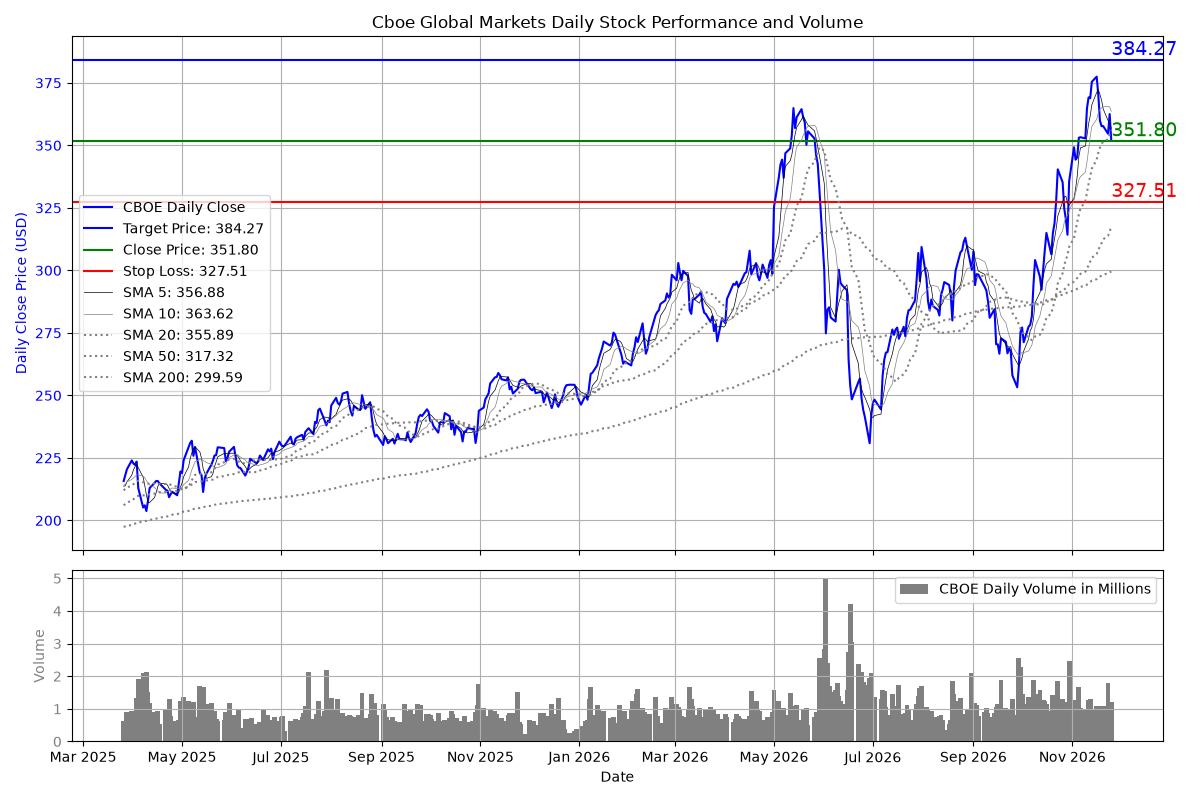 Cboe Global Markets Daily Stock Performance and Volume
384.27
375
351.80
350
327.51
325
300
275
250
225
200
Daily Close Price (USD)
CBOE Daily Close
Target Price: 384.27
Close Price: 351.80
Stop Loss: 327.51
SMA 5: 356.88
SMA 10: 363.62
SMA 20: 355.89
SMA 50: 317.32
SMA 200: 299.59
5
4
3
2
1
0
Volume
CBOE Daily Volume in Millions
Mar 2025 May 2025 Jul 2025 Sep 2025 Nov 2025 Jan 2026 Mar 2026 May 2026 Jul 2026 Sep 2026 Nov 2026
Date